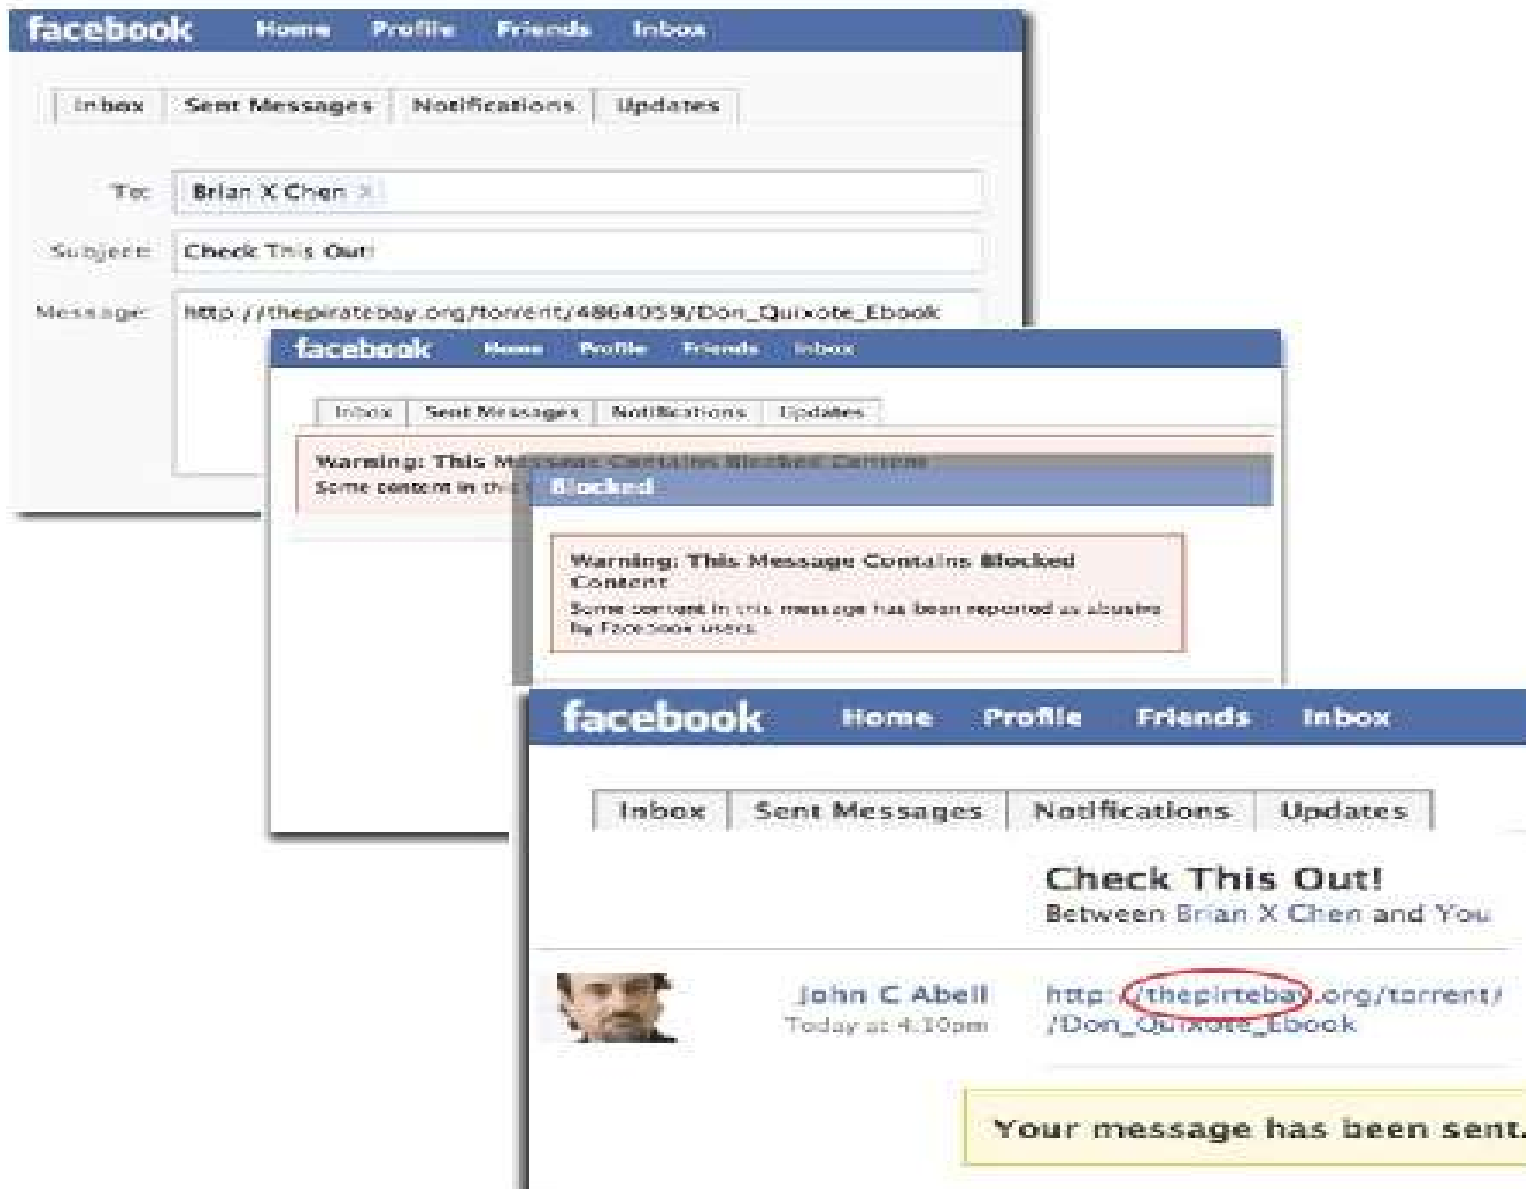 facebook Home Profile Friends Inbox
Inbox Sent Messages Notifications Updates
To: Brian X Chen x
Subject: Check This Out!
Message: http://thepiratebay.org/torrent/4864059/Don_Quixote_Ebook
facebook Home Profile Friends Inbox
Inbox Sent Messages Notifications Updates
Warning: This Message Contains Blocked Content
Some content in this
Blocked
Warning: This Message Contains Blocked
Content
Some content in this message has been reported as abusive
by Facebook users.
facebook Home Profile Friends Inbox
Inbox Sent Messages Notifications Updates
Check This Out!
Between Brian X Chen and You
John C Abell
Today at 4:10pm
http://thepirtebay.org/torrent/
/Don_Quixote_Ebook
Your message has been sent.